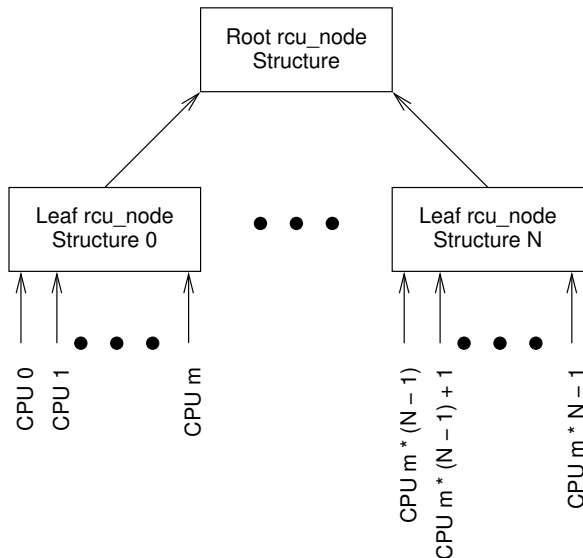 Root rcu_node
Structure
Leaf rcu_node
Structure 0
Leaf rcu_node
Structure N
CPU 0
CPU 1
CPU m
CPU m * (N − 1)
CPU m * (N − 1) + 1
CPU m * N − 1